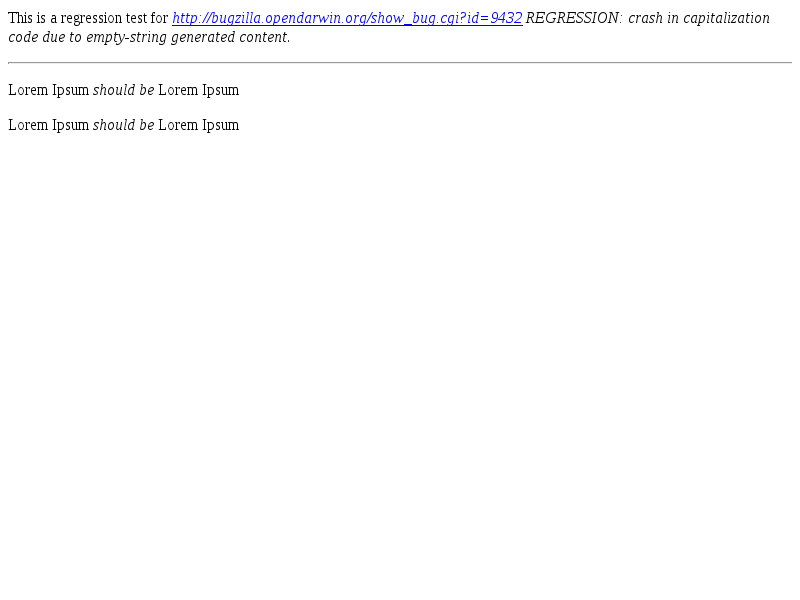 This is a regression test for http://bugzilla.opendarwin.org/show_bug.cgi?id=9432 REGRESSION: crash in capitalization
code due to empty-string generated content.
Lorem Ipsum should be Lorem Ipsum
Lorem Ipsum should be Lorem Ipsum